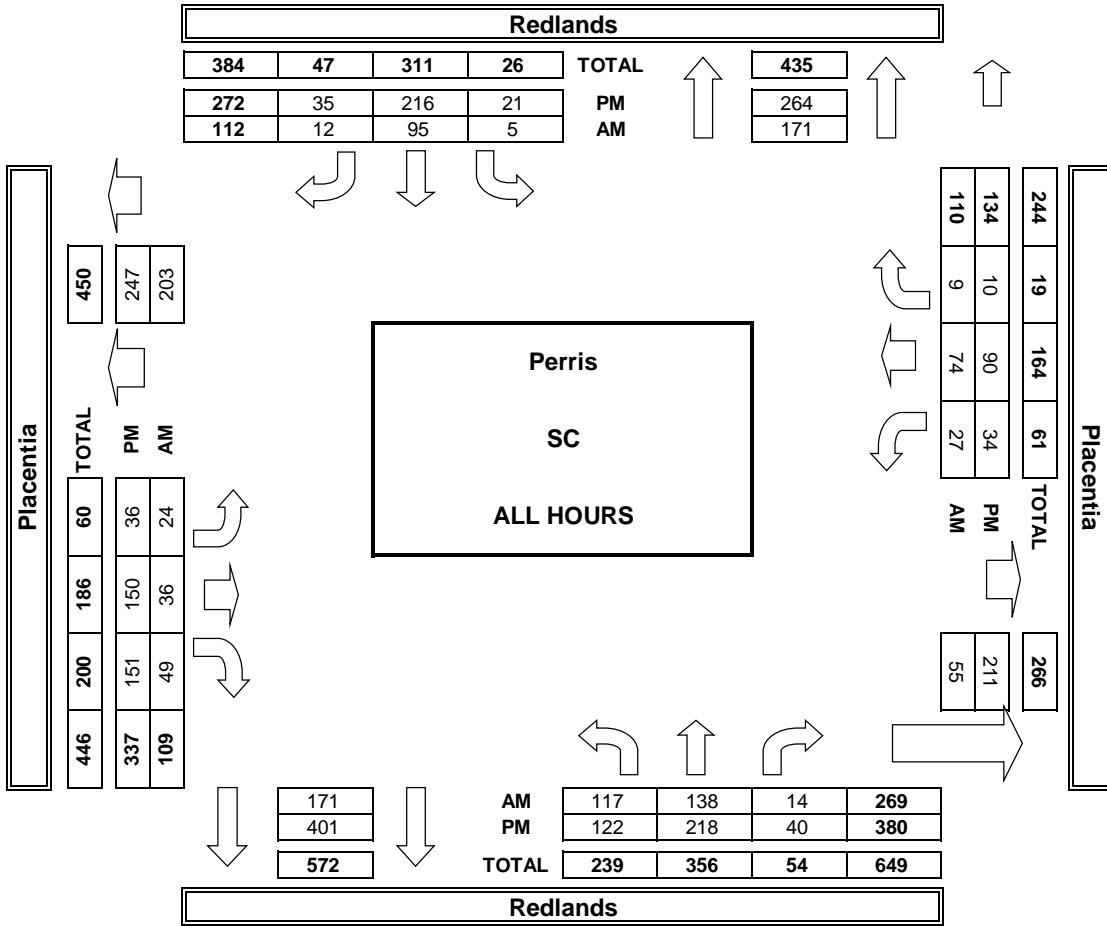 Redlands
384 47 311 26 TOTAL 435
272 35 216 21 PM 264
112 12 95 5 AM 171
Placentia
450
247
203
TOTAL
PM
AM
60 186 200 446
36 150 151 337
24 36 49 109
Perris
SC
ALL HOURS
244 19 164 61 TOTAL
134 10 90 34 PM
110 9 74 27 AM
266
211
55
Placentia
171 AM 117 138 14 269
401 PM 122 218 40 380
572 TOTAL 239 356 54 649
Redlands